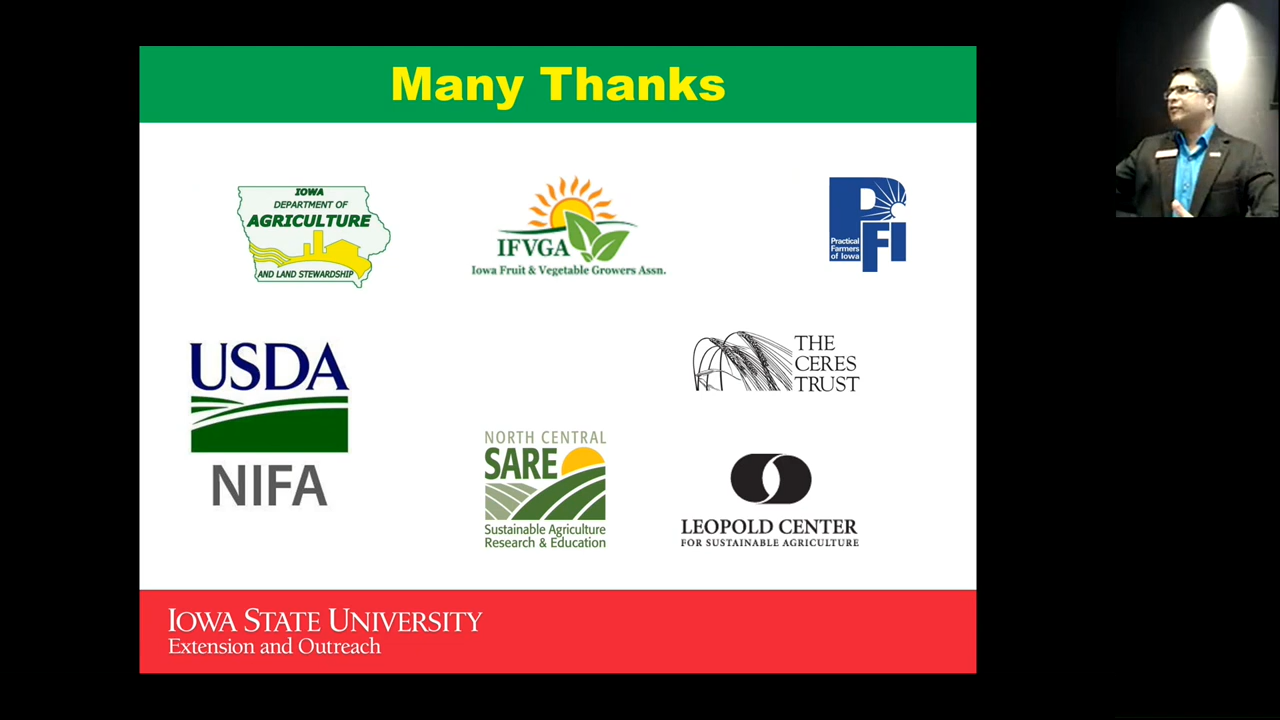 Many Thanks
IOWA
DEPARTMENT OF
AGRICULTURE
AND LAND STEWARDSHIP
IFVGA
Iowa Fruit & Vegetable Growers Assn.
PFI
Practical
Farmers
of Iowa
USDA
NIFA
THE
CERES
TRUST
NORTH CENTRAL
SARE
Sustainable Agriculture
Research & Education
LEOPOLD CENTER
FOR SUSTAINABLE AGRICULTURE
IOWA STATE UNIVERSITY
Extension and Outreach